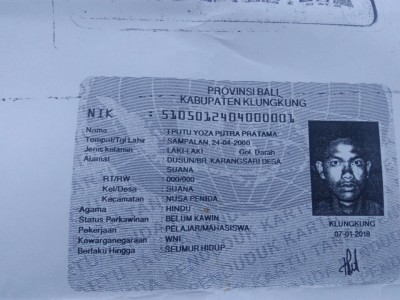 PROVINSI BALI
KABUPATEN KLUNGKUNG
NIK : 5105012404000001
Nama : I PUTU YOZA PUTRA PRATAMA
Tempat/Tgl Lahir : SAMPALAN, 24-04-2000
Jenis kelamin : LAKI-LAKI Gol. Darah
Alamat : DUSUN/BR. KARANGSARI DESA
SUANA
RT/RW : 000/000
Kel/Desa : SUANA
Kecamatan : NUSA PENIDA
Agama : HINDU
Status Perkawinan : BELUM KAWIN
Pekerjaan : PELAJAR/MAHASISWA
Kewarganegaraan : WNI
Berlaku Hingga : SEUMUR HIDUP
KLUNGKUNG
07-01-2018